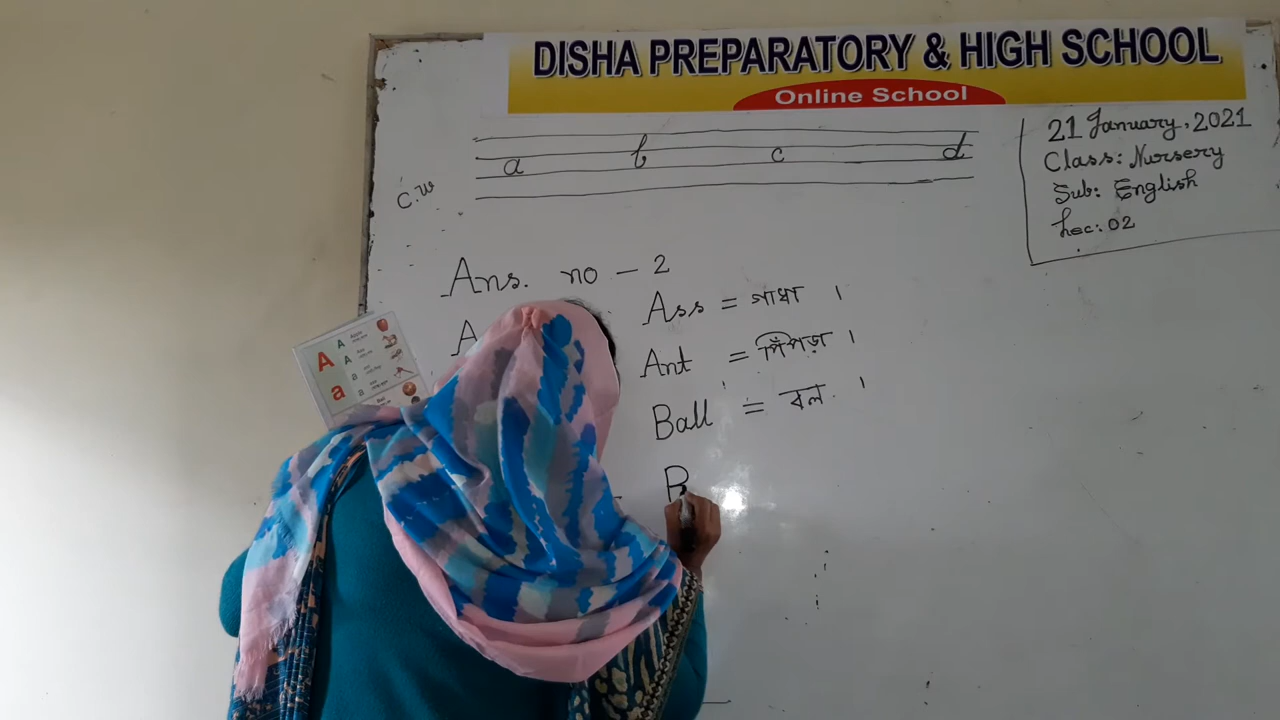 DISHA PREPARATORY & HIGH SCHOOL
Online School
21 January, 2021
Class: Nursery
Sub: English
Lec: 02
a b c d
C.W
Ans. no - 2
A
Ass = গাধা ।
Ant = পিঁপড়া ।
Ball = বল ।
B
A A
a a